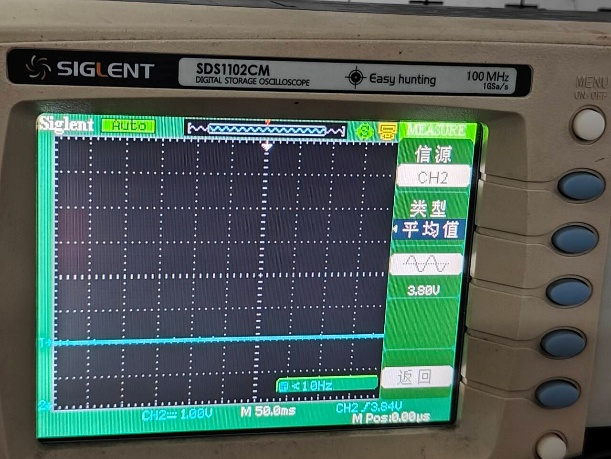 SIGLENT
SDS1102CM
DIGITAL STORAGE OSCILLOSCOPE
Easy hunting
100 MHz
1GSa/s
MENU
ON/OFF
Siglent Auto
MEASURE
信源
CH2
类型
平均值
3.80V
返回
<10Hz
CH2 1.00V
M 50.0ms
CH2 3.84V
M Pos:0.00µs